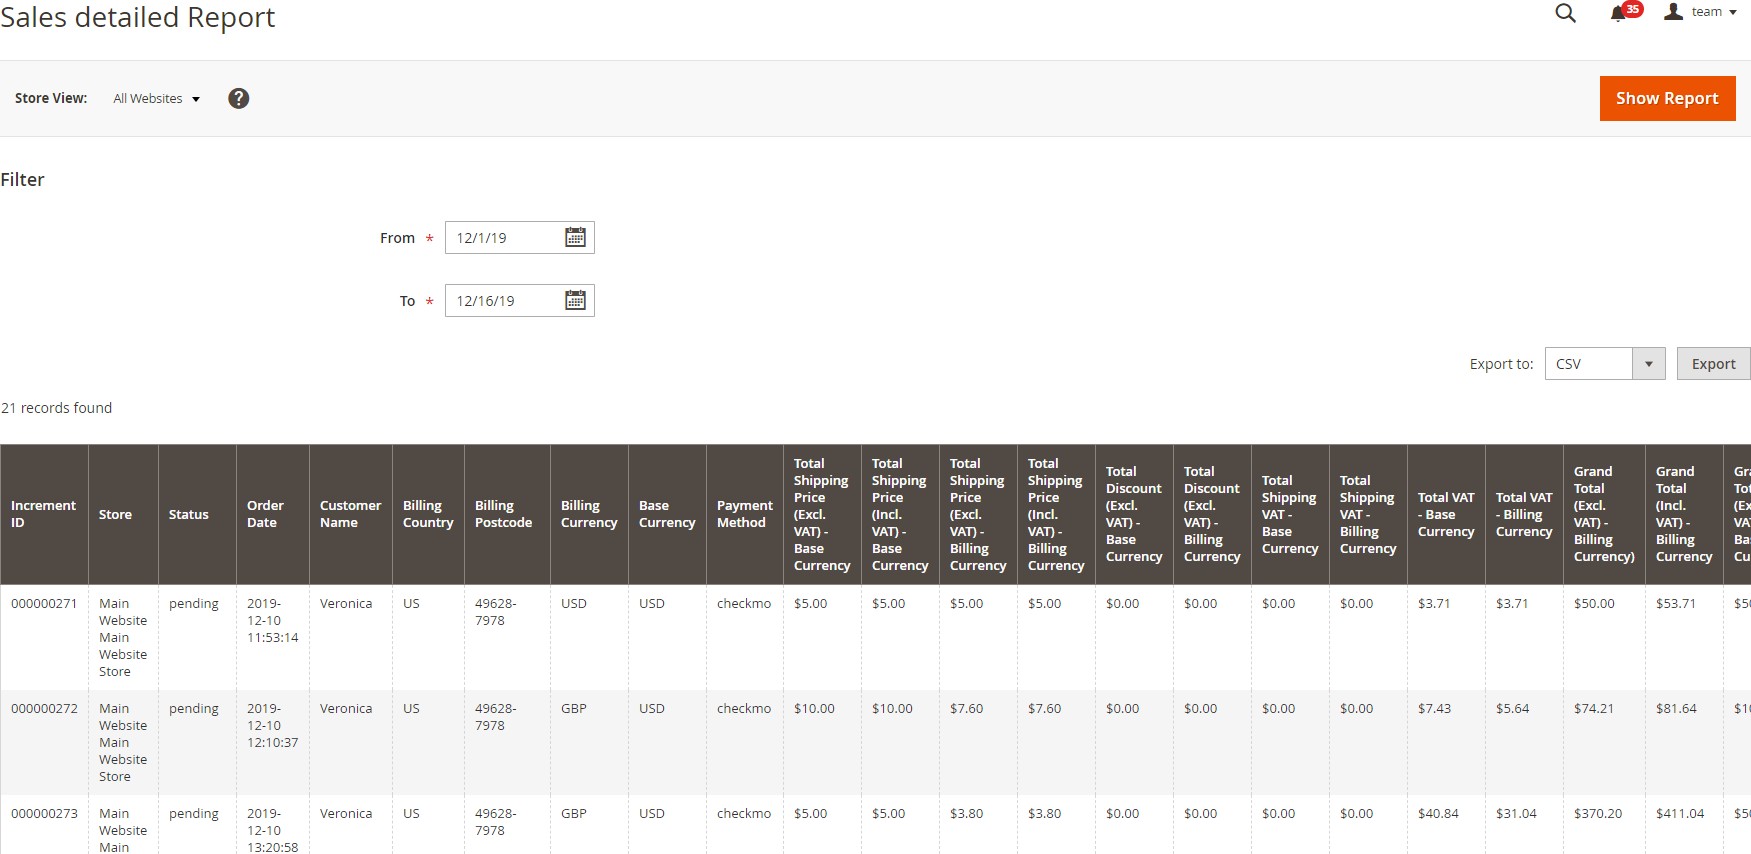 Sales detailed Report
35
team
Store View:
All Websites
?
Show Report
Filter
From *
12/1/19
To *
12/16/19
Export to:
CSV
Export
21 records found
Increment
ID
Store
Status
Order
Date
Customer
Name
Billing
Country
Billing
Postcode
Billing
Currency
Base
Currency
Payment
Method
Total
Shipping
Price
(Excl.
VAT) -
Base
Currency
Total
Shipping
Price
(Incl.
VAT) -
Base
Currency
Total
Shipping
Price
(Excl.
VAT) -
Billing
Currency
Total
Shipping
Price
(Incl.
VAT) -
Billing
Currency
Total
Discount
(Excl.
VAT) -
Base
Currency
Total
Discount
(Excl.
VAT) -
Billing
Currency
Total
Shipping
VAT -
Base
Currency
Total
Shipping
VAT -
Billing
Currency
Total VAT
- Base
Currency
Total VAT
- Billing
Currency
Grand
Total
(Excl.
VAT) -
Billing
Currency)
Grand
Total
(Incl.
VAT) -
Billing
Currency
000000271
Main
Website
Main
Website
Store
pending
2019-
12-10
11:53:14
Veronica
US
49628-
7978
USD
USD
checkmo
$5.00
$5.00
$5.00
$5.00
$0.00
$0.00
$0.00
$0.00
$3.71
$3.71
$50.00
$53.71
000000272
Main
Website
Main
Website
Store
pending
2019-
12-10
12:10:37
Veronica
US
49628-
7978
GBP
USD
checkmo
$10.00
$10.00
$7.60
$7.60
$0.00
$0.00
$0.00
$0.00
$7.43
$5.64
$74.21
$81.64
000000273
Main
Website
Main
pending
2019-
12-10
13:20:58
Veronica
US
49628-
7978
GBP
USD
checkmo
$5.00
$5.00
$3.80
$3.80
$0.00
$0.00
$0.00
$0.00
$40.84
$31.04
$370.20
$411.04